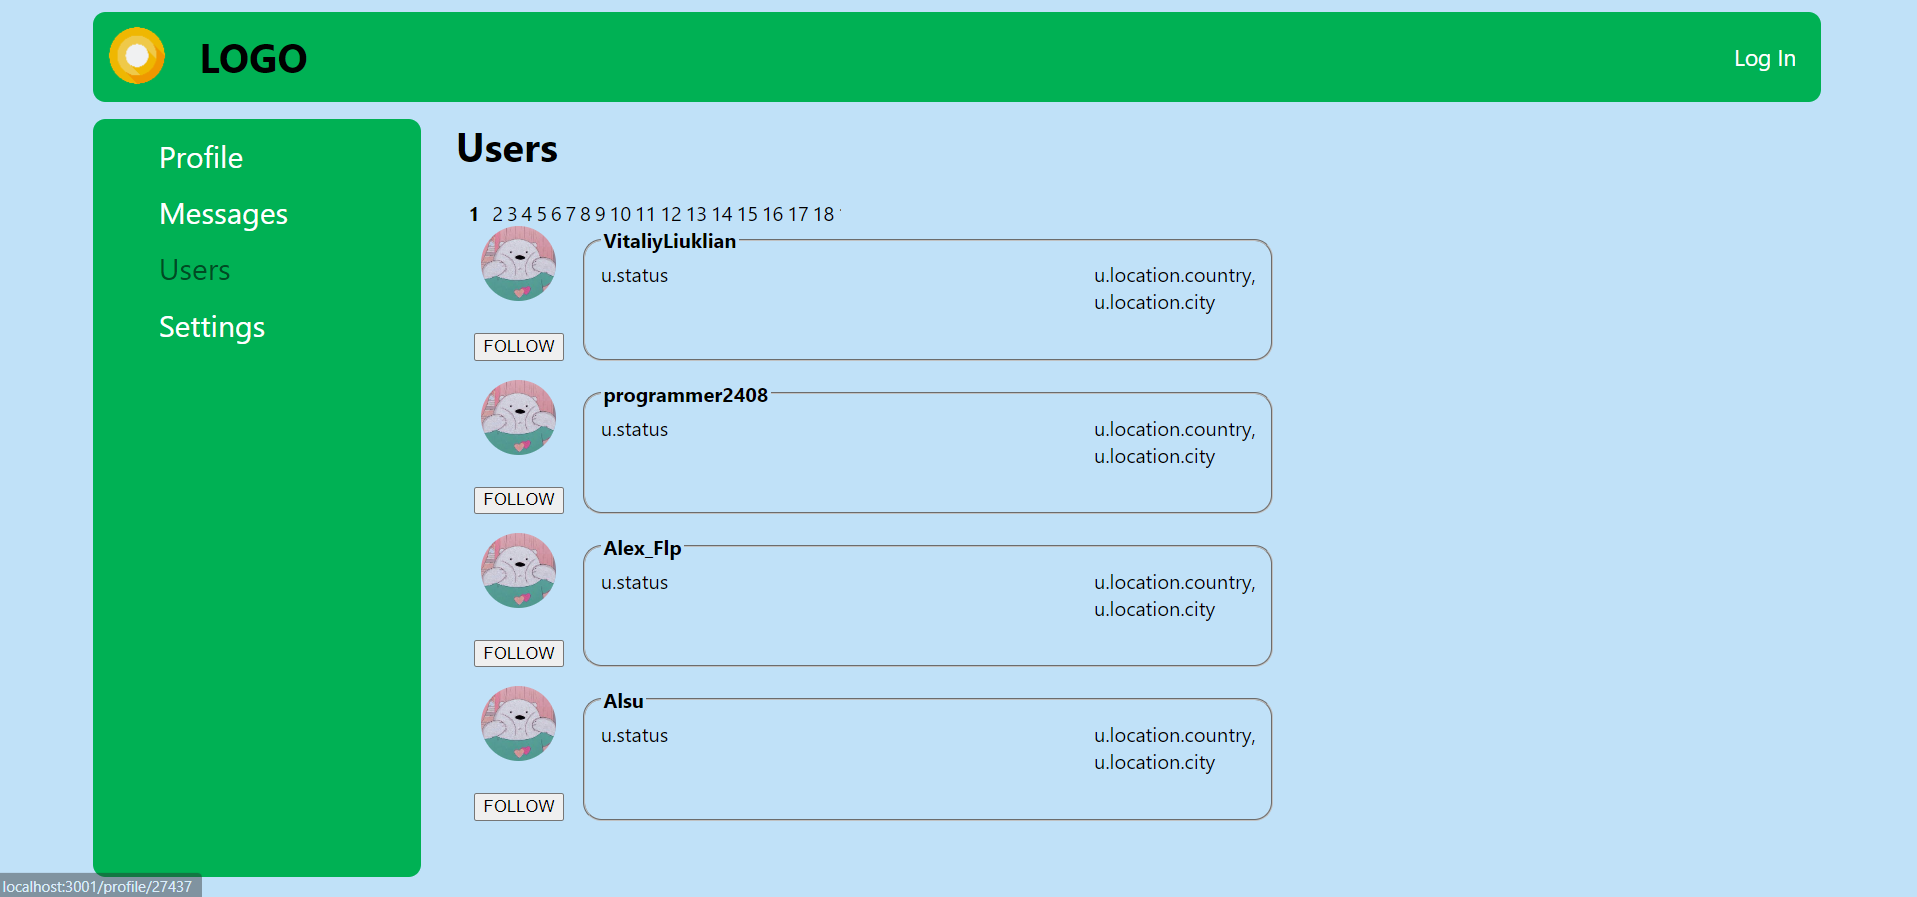 LOGO
Log In
Profile
Messages
Users
Settings
Users
1 2 3 4 5 6 7 8 9 10 11 12 13 14 15 16 17 18
VitaliyLiuklian
u.status
u.location.country,
u.location.city
FOLLOW
programmer2408
u.status
u.location.country,
u.location.city
FOLLOW
Alex_Flp
u.status
u.location.country,
u.location.city
FOLLOW
Alsu
u.status
u.location.country,
u.location.city
FOLLOW
localhost:3001/profile/27437